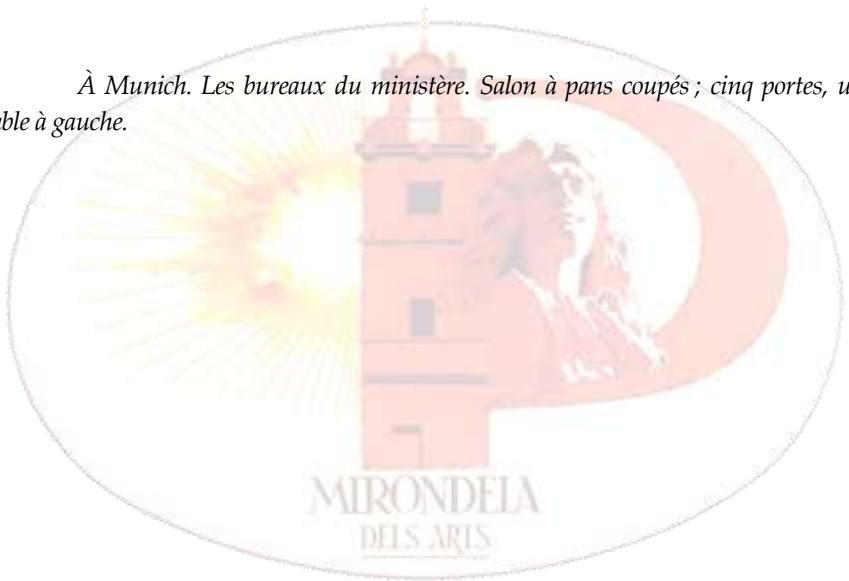 À Munich. Les bureaux du ministère. Salon à pans coupés ; cinq portes, u
ble à gauche.
MIRONDELA
DELS ARTS